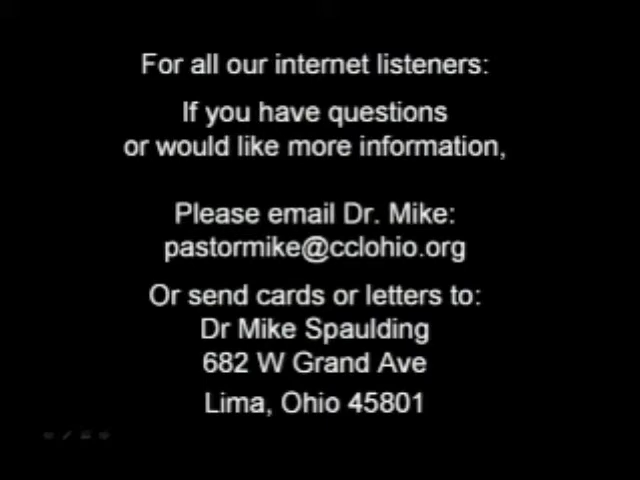 For all our internet listeners:
If you have questions
or would like more information,
Please email Dr. Mike:
pastormike@cclohio.org
Or send cards or letters to:
Dr Mike Spaulding
682 W Grand Ave
Lima, Ohio 45801